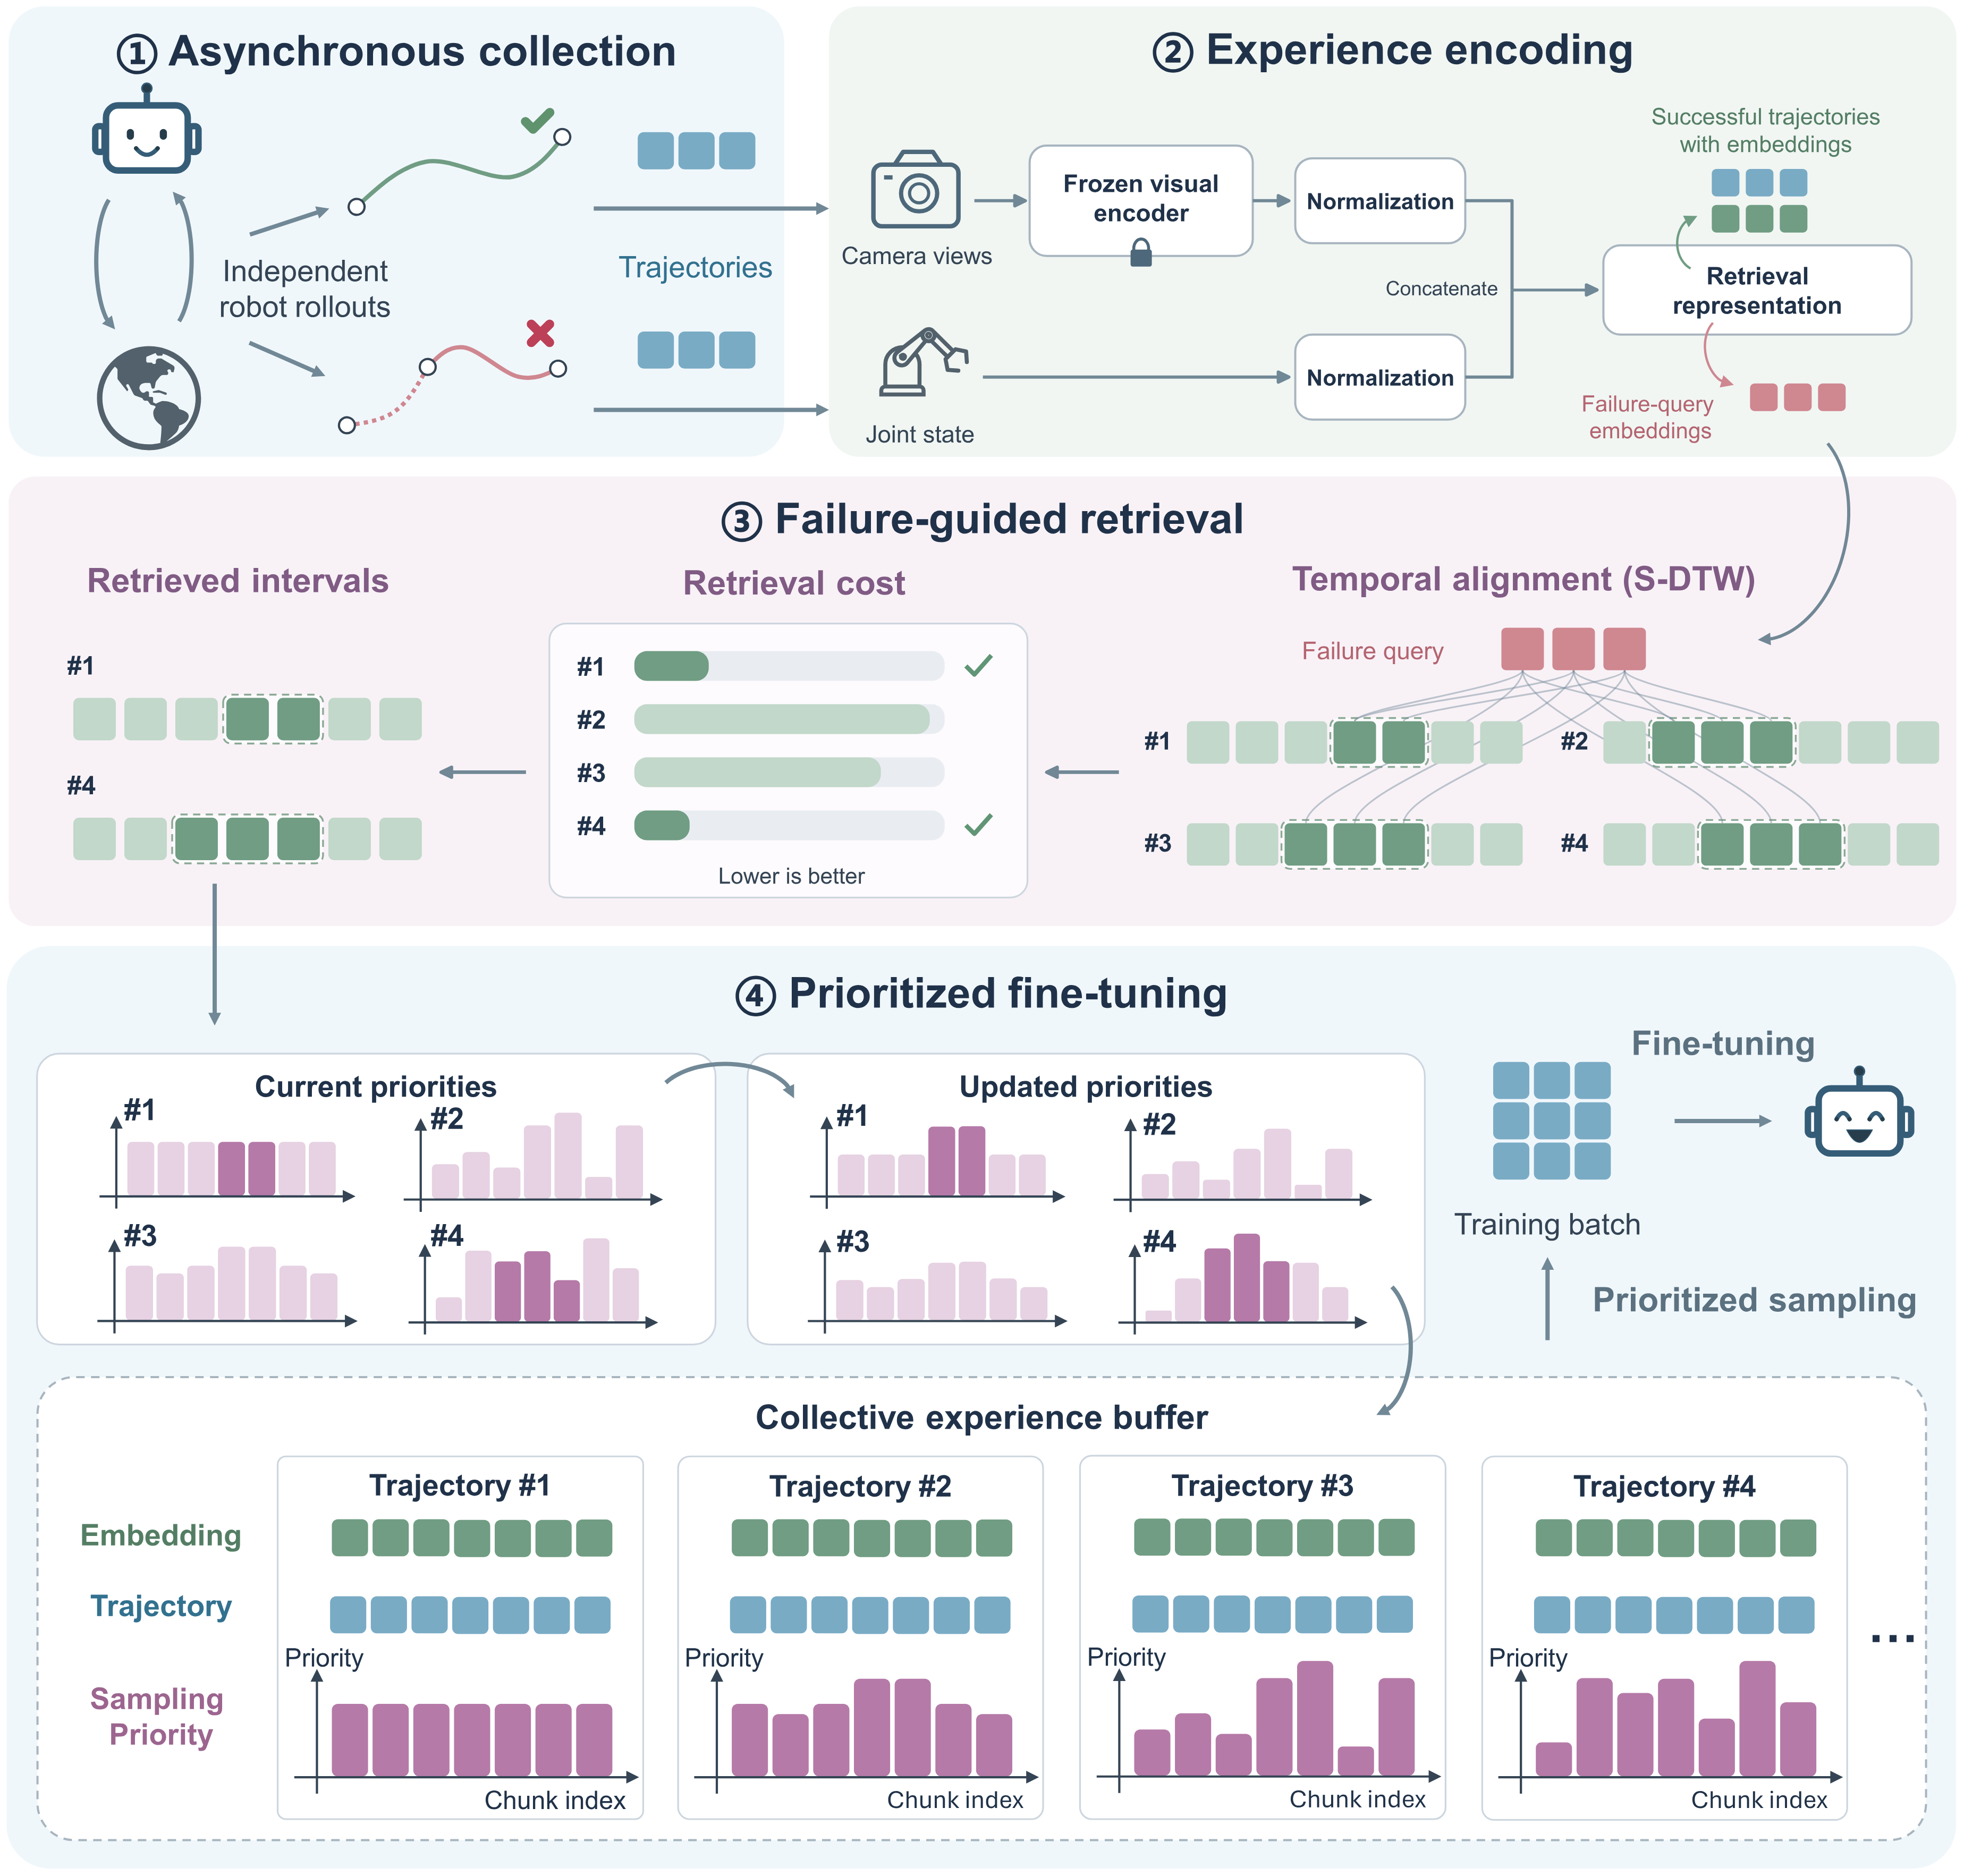 ① Asynchronous collection
Independent
robot rollouts
Trajectories
② Experience encoding
Camera views
Frozen visual
encoder
Normalization
Joint state
Normalization
Concatenate
Retrieval
representation
Successful trajectories
with embeddings
Failure-query
embeddings
③ Failure-guided retrieval
Retrieved intervals
#1
#4
Retrieval cost
#1
#2
#3
#4
Lower is better
Temporal alignment (S-DTW)
Failure query
#1
#2
#3
#4
④ Prioritized fine-tuning
Current priorities
#1
#2
#3
#4
Updated priorities
#1
#2
#3
#4
Fine-tuning
Training batch
Prioritized sampling
Collective experience buffer
Embedding
Trajectory
Sampling
Priority
Trajectory #1
Priority
Chunk index
Trajectory #2
Priority
Chunk index
Trajectory #3
Priority
Chunk index
Trajectory #4
Priority
Chunk index
...